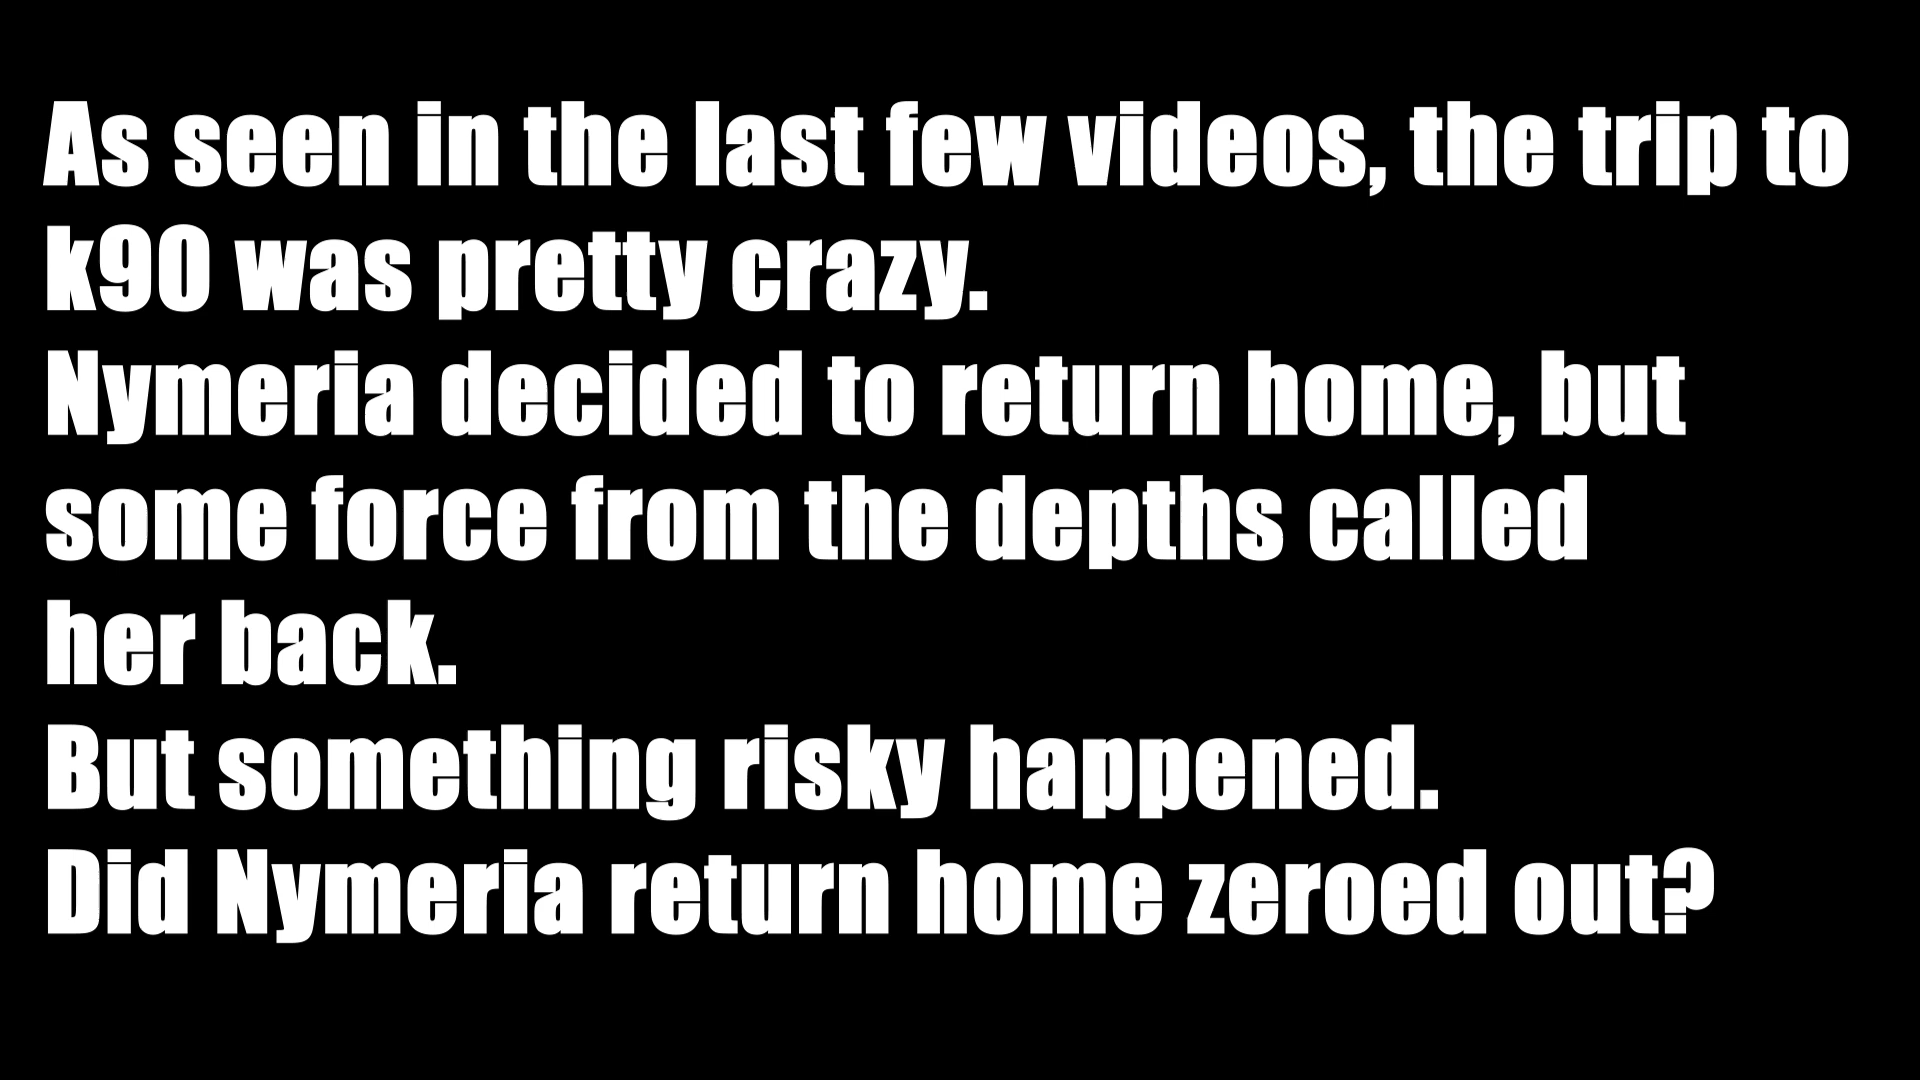 As seen in the last few videos, the trip to
k90 was pretty crazy.
Nymeria decided to return home, but
some force from the depths called
her back.
But something risky happened.
Did Nymeria return home zeroed out?